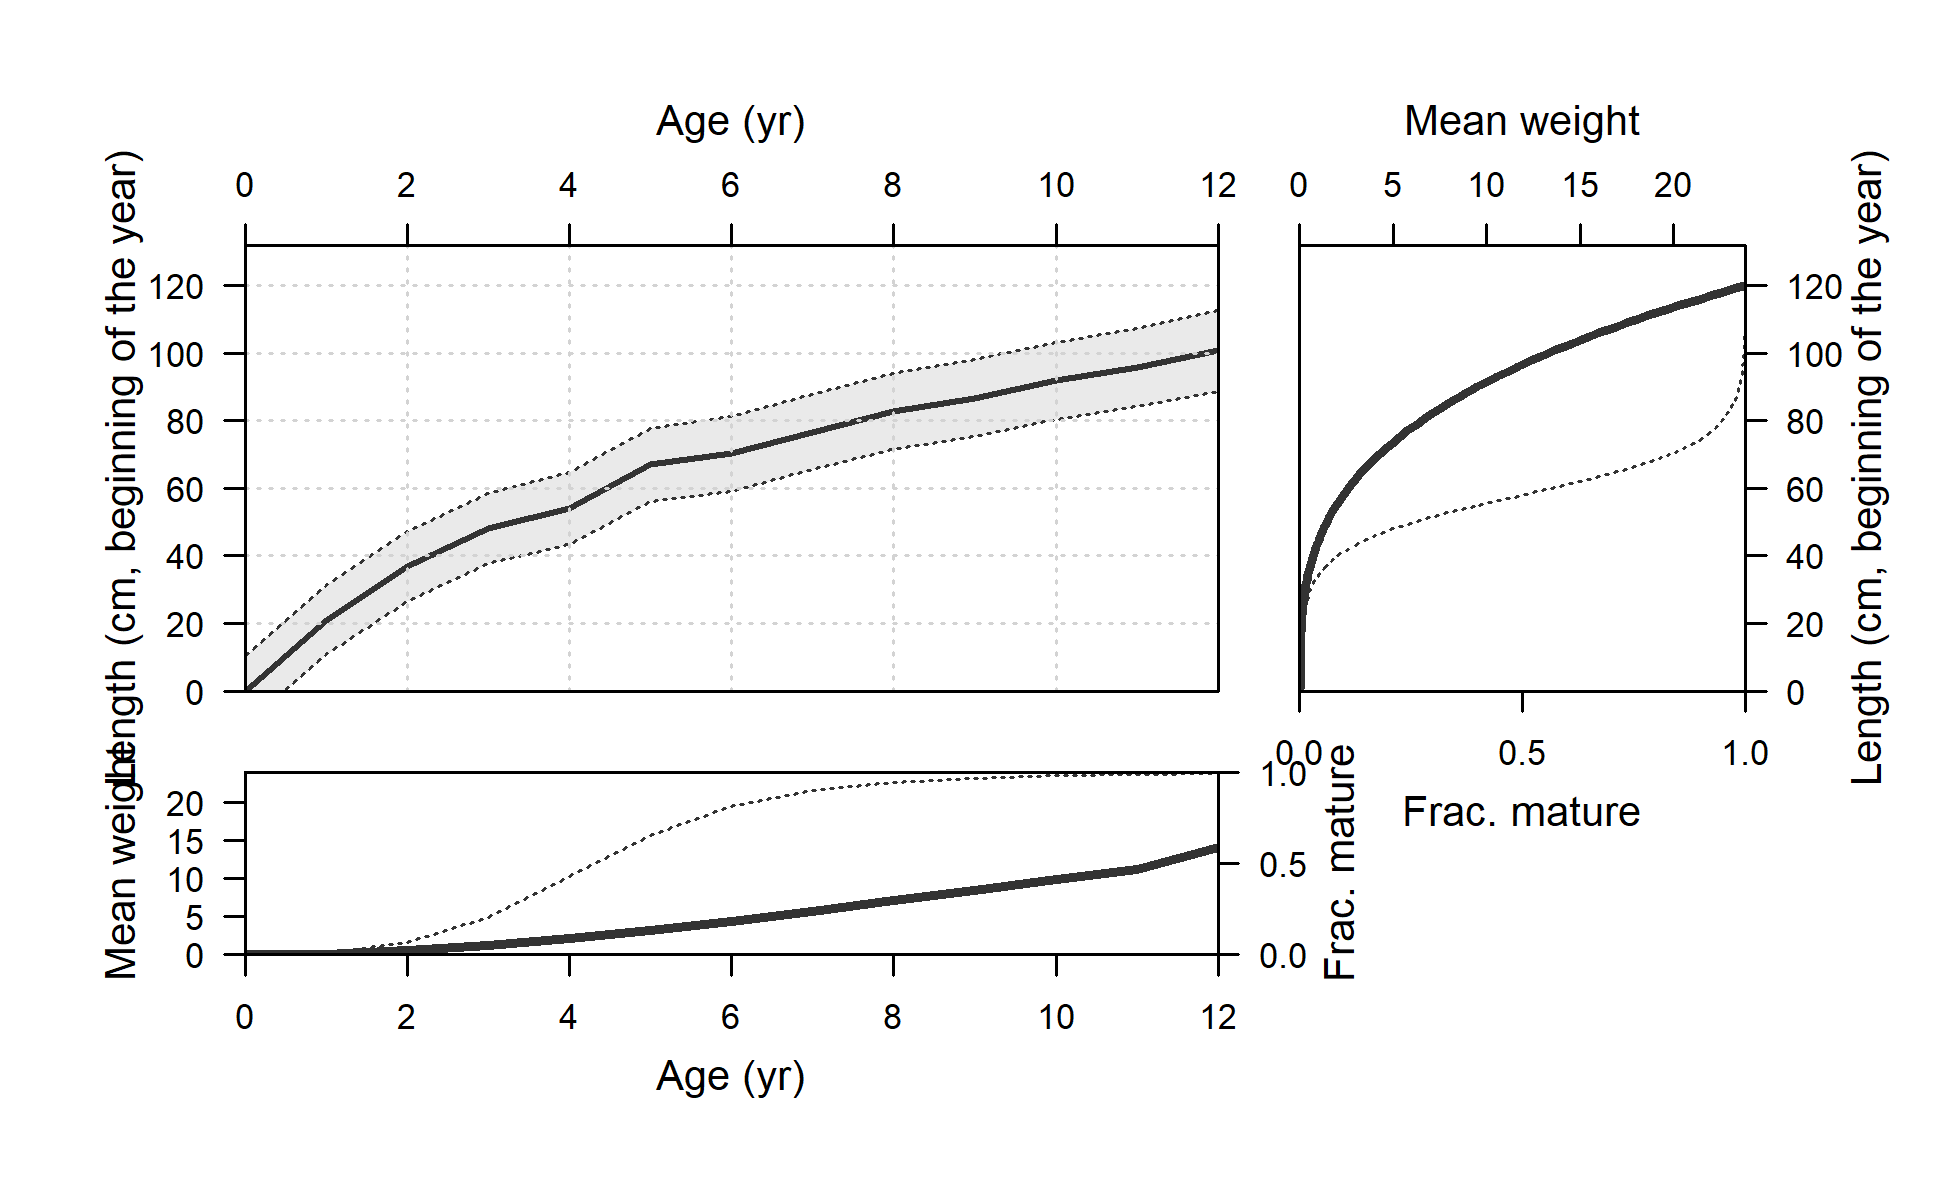 Age (yr)
Mean weight
0 2 4 6 8 10 12
0 5 10 15 20
Length (cm, beginning of the year)
120
100
80
60
40
20
0
Length (cm, beginning of the year)
120
100
80
60
40
20
0
0.0 0.5 1.0
Frac. mature
Mean weight
20
15
10
5
0
1.0
0.5
0.0
Frac. mature
0 2 4 6 8 10 12
Age (yr)